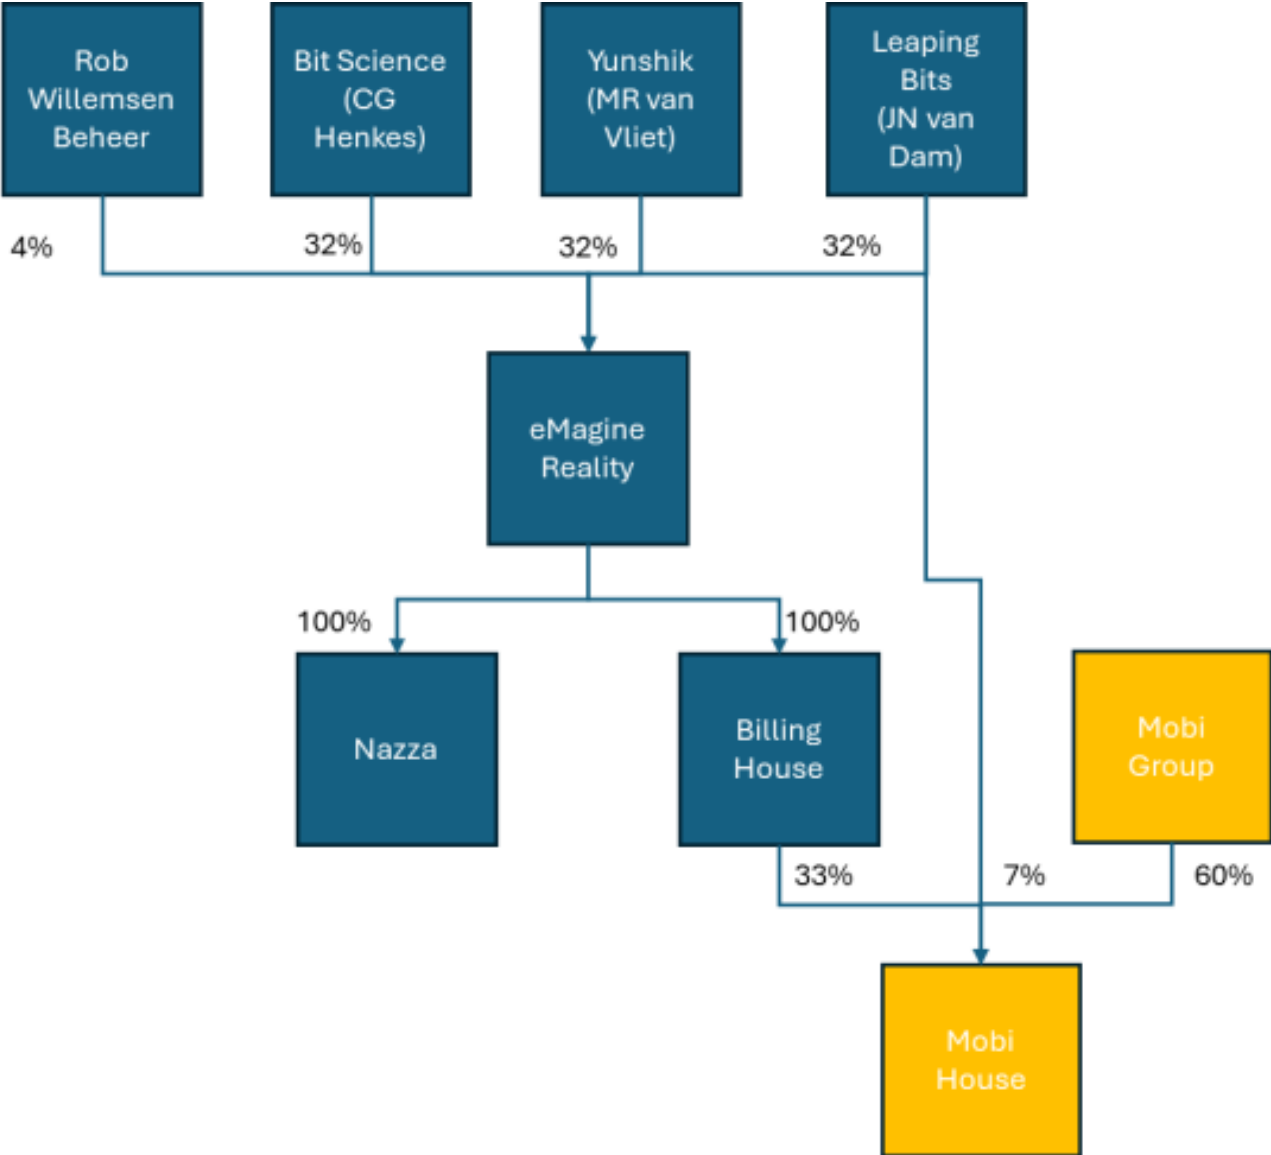 Rob
Willemsen
Beheer
Bit Science
(CG
Henkes)
Yunshik
(MR van
Vliet)
Leaping
Bits
(JN van
Dam)
4%
32%
32%
32%
eMagine
Reality
100%
100%
Nazza
Billing
House
Mobi
Group
33%
7%
60%
Mobi
House